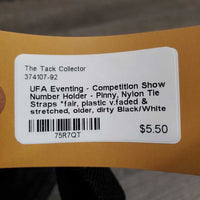 The Tack Collector
374107-92
UFA Eventing - Competition Show
Number Holder - Pinny, Nylon Tie
Straps *fair, plastic v.faded &
stretched, older, dirty Black/White
$5.50
75R7QT